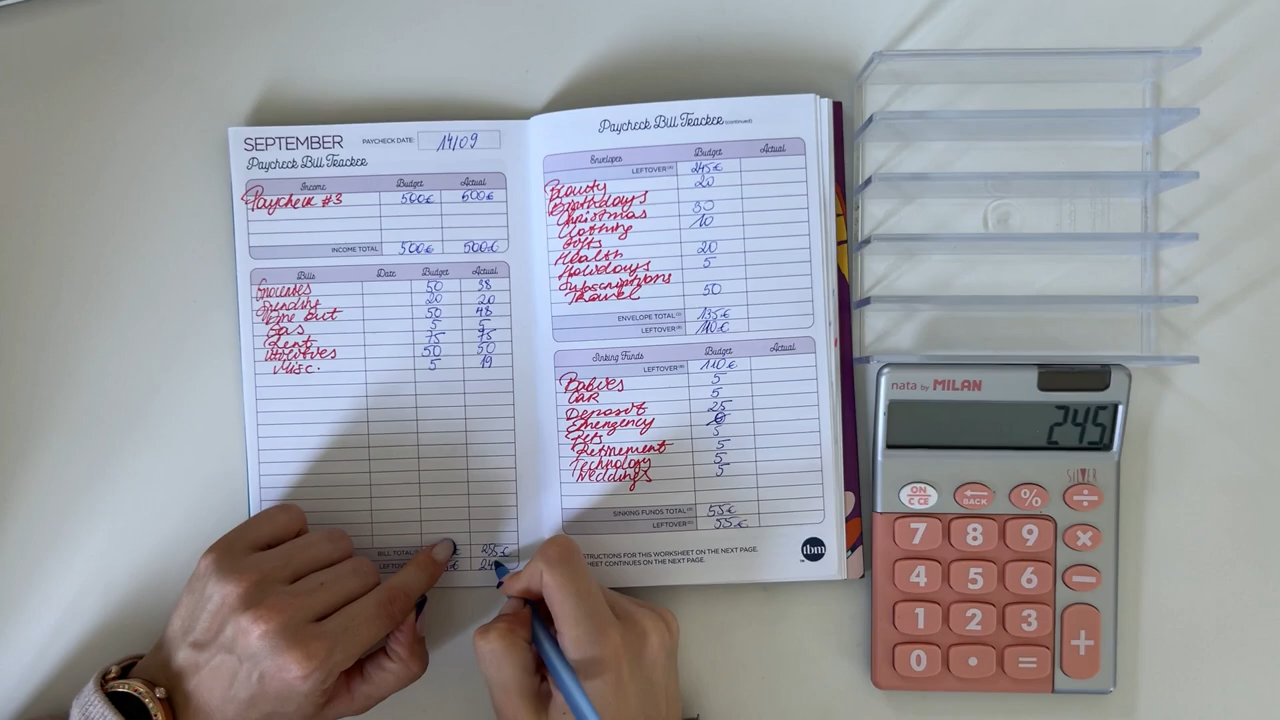 SEPTEMBER PAYCHECK DATE: 14/09
Paycheck Bill Tracker
Income Budget Actual
Paycheck #3 500€ 500€
INCOME TOTAL 500€ 500€
Bills Date Budget Actual
Groceries 50 38
20 20
Dine out 50 48
Gas 5 5
Rent 75 75
50 50
Misc. 5 19
BILL TOTAL 255€
Paycheck Bill Tracker (continued)
Envelopes Budget Actual
LEFTOVER 245€
Beauty 20
Birthdays
Christmas 30
Clothing 10
Gifts
Health 20
Holidays 5
Subscriptions
Travel 50
ENVELOPE TOTAL 135€
LEFTOVER 110€
Sinking Funds Budget Actual
LEFTOVER 110€
Babies 5
Car 5
Deposit 25
Emergency
Pets 5
Retirement 5
Technology 5
Weddings 5
SINKING FUNDS TOTAL 55€
LEFTOVER 55€
STRUCTIONS FOR THIS WORKSHEET ON THE NEXT PAGE.
SHEET CONTINUES ON THE NEXT PAGE.
tbm
nata by MILAN
245
SILVER
ON
C/CE
BACK
% ÷
7 8 9 ×
4 5 6 −
1 2 3 +
0 • =